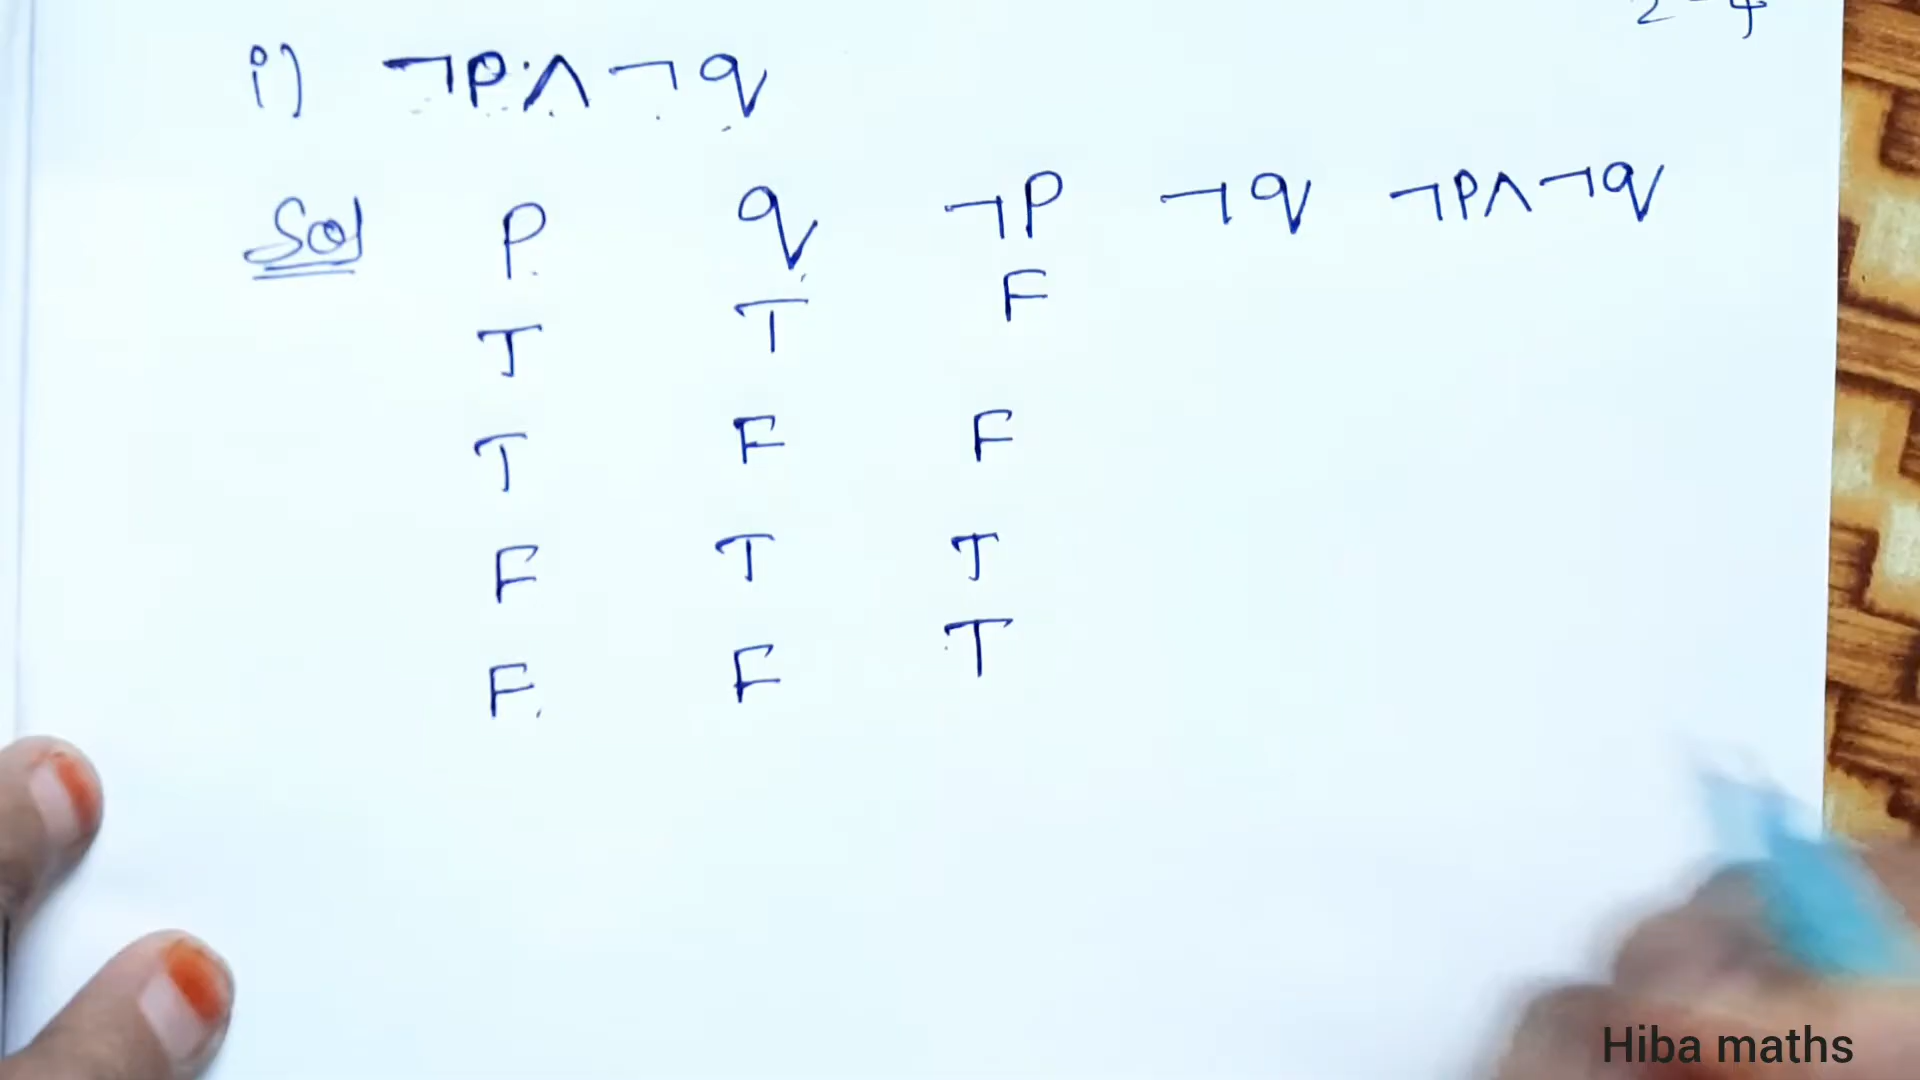 i) ¬P∧¬q
Sol P q ¬P ¬q ¬P∧¬q
T T F
T F F
F T T
F F T
Hiba maths